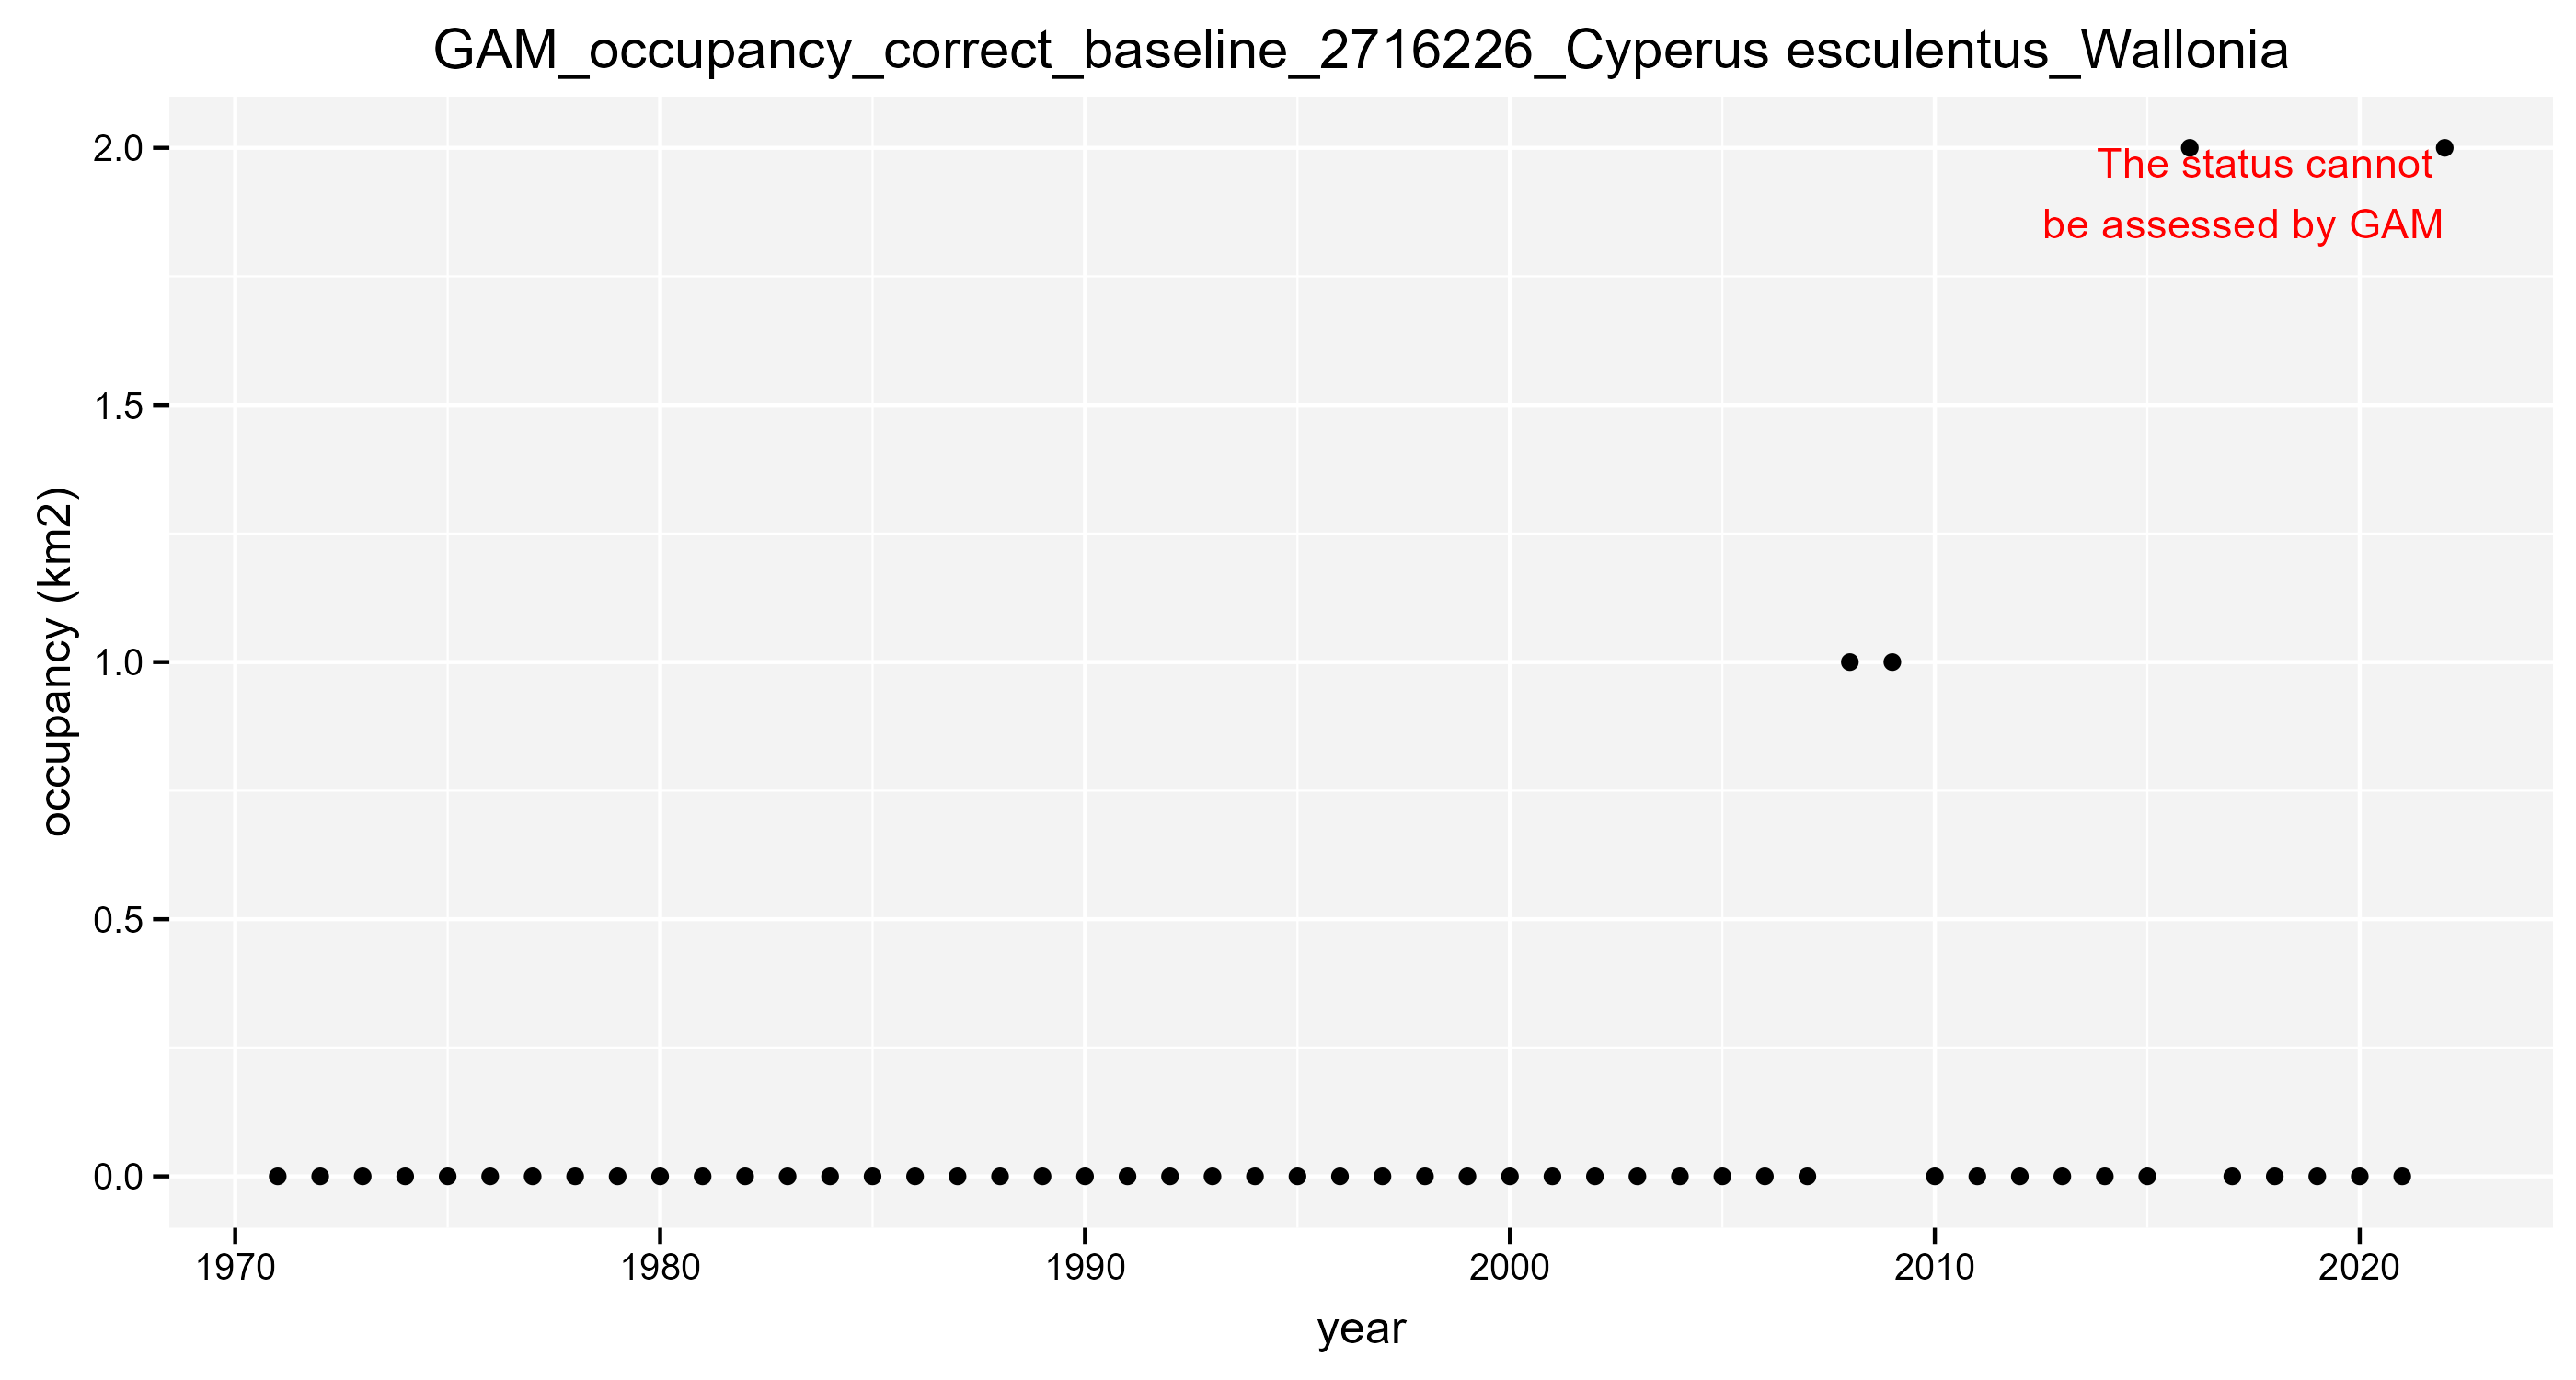 GAM_occupancy_correct_baseline_2716226_Cyperus esculentus_Wallonia
2.0
The status cannot
be assessed by GAM
1.5
1.0
0.5
0.0
occupancy (km2)
1970 1980 1990 2000 2010 2020
year